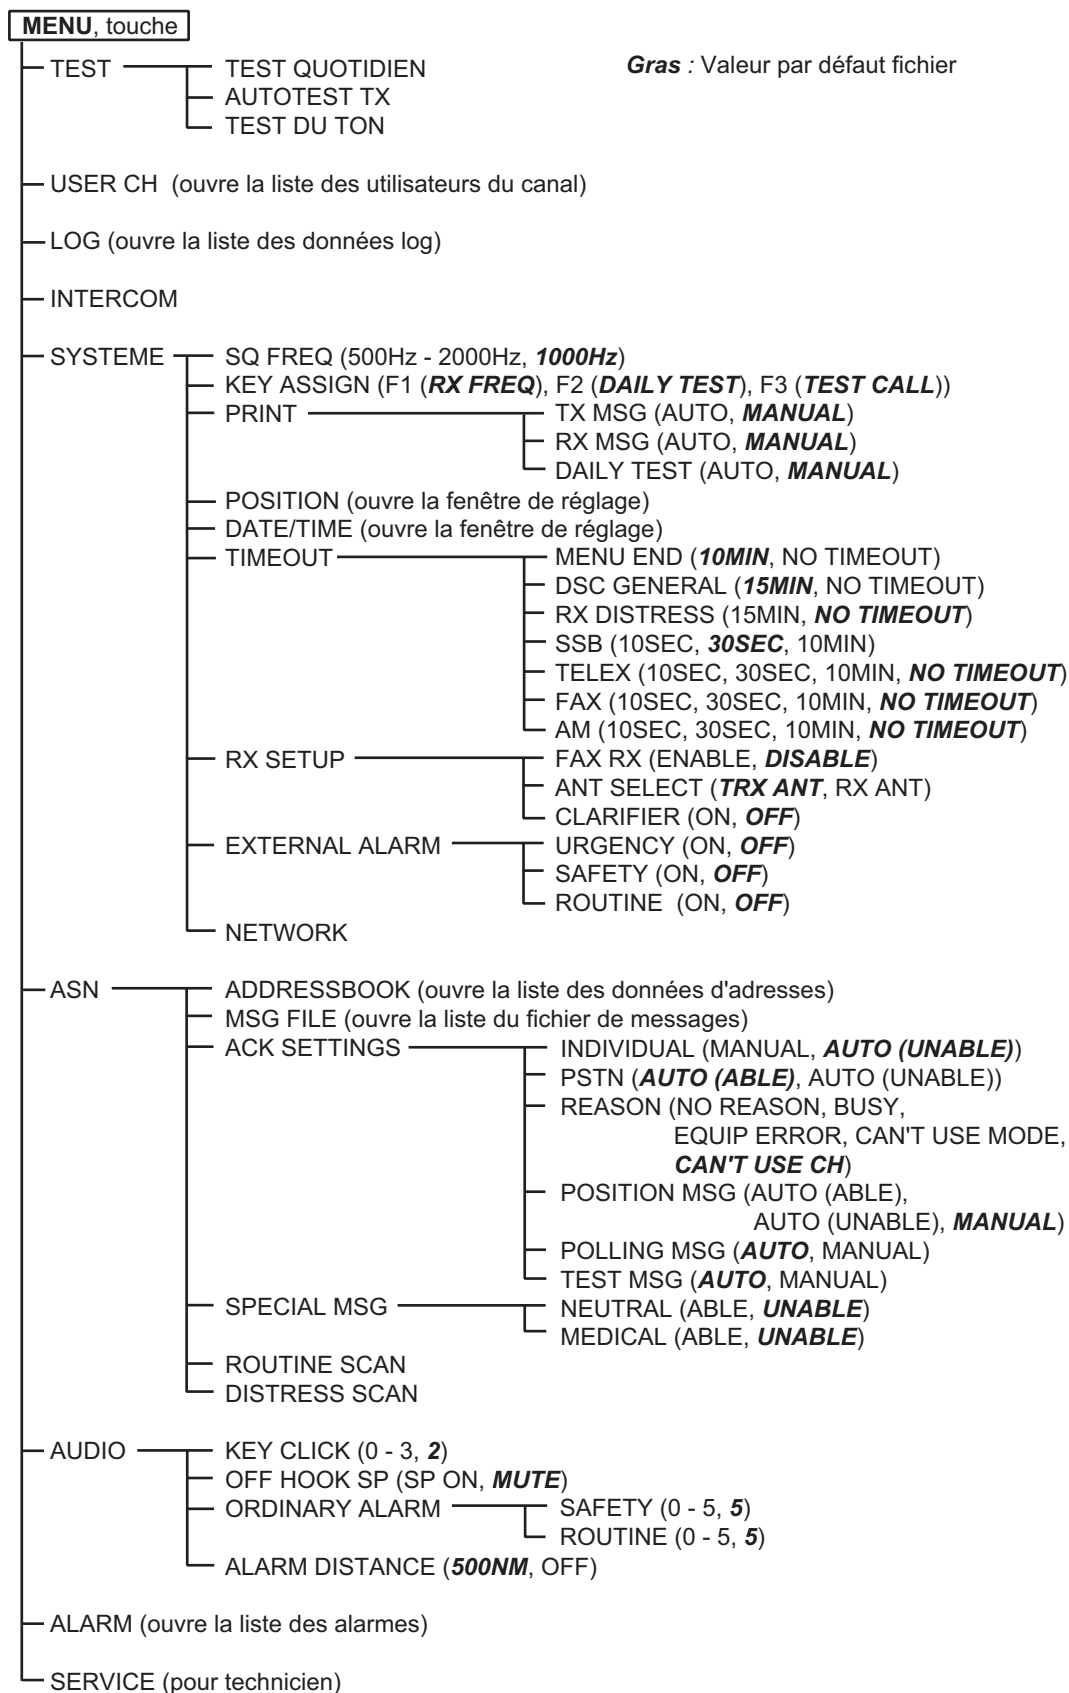 MENU, touche
TEST TEST QUOTIDIEN Gras : Valeur par défaut fichier
AUTOTEST TX
TEST DU TON
USER CH (ouvre la liste des utilisateurs du canal)
LOG (ouvre la liste des données log)
INTERCOM
SYSTEME SQ FREQ (500Hz - 2000Hz, 1000Hz)
KEY ASSIGN (F1 (RX FREQ), F2 (DAILY TEST), F3 (TEST CALL))
PRINT TX MSG (AUTO, MANUAL)
RX MSG (AUTO, MANUAL)
DAILY TEST (AUTO, MANUAL)
POSITION (ouvre la fenêtre de réglage)
DATE/TIME (ouvre la fenêtre de réglage)
TIMEOUT MENU END (10MIN, NO TIMEOUT)
DSC GENERAL (15MIN, NO TIMEOUT)
RX DISTRESS (15MIN, NO TIMEOUT)
SSB (10SEC, 30SEC, 10MIN)
TELEX (10SEC, 30SEC, 10MIN, NO TIMEOUT)
FAX (10SEC, 30SEC, 10MIN, NO TIMEOUT)
AM (10SEC, 30SEC, 10MIN, NO TIMEOUT)
RX SETUP FAX RX (ENABLE, DISABLE)
ANT SELECT (TRX ANT, RX ANT)
CLARIFIER (ON, OFF)
EXTERNAL ALARM URGENCY (ON, OFF)
SAFETY (ON, OFF)
ROUTINE (ON, OFF)
NETWORK
ASN ADDRESSBOOK (ouvre la liste des données d'adresses)
MSG FILE (ouvre la liste du fichier de messages)
ACK SETTINGS INDIVIDUAL (MANUAL, AUTO (UNABLE))
PSTN (AUTO (ABLE), AUTO (UNABLE))
REASON (NO REASON, BUSY,
EQUIP ERROR, CAN'T USE MODE,
CAN'T USE CH)
POSITION MSG (AUTO (ABLE),
AUTO (UNABLE), MANUAL)
POLLING MSG (AUTO, MANUAL)
TEST MSG (AUTO, MANUAL)
SPECIAL MSG NEUTRAL (ABLE, UNABLE)
MEDICAL (ABLE, UNABLE)
ROUTINE SCAN
DISTRESS SCAN
AUDIO KEY CLICK (0 - 3, 2)
OFF HOOK SP (SP ON, MUTE)
ORDINARY ALARM SAFETY (0 - 5, 5)
ROUTINE (0 - 5, 5)
ALARM DISTANCE (500NM, OFF)
ALARM (ouvre la liste des alarmes)
SERVICE (pour technicien)